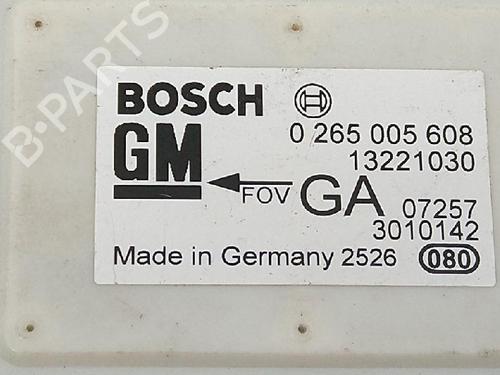 B-PARTS
BOSCH
0 265 005 608
GM
13221030
FOV GA 07257
3010142
Made in Germany 2526 080